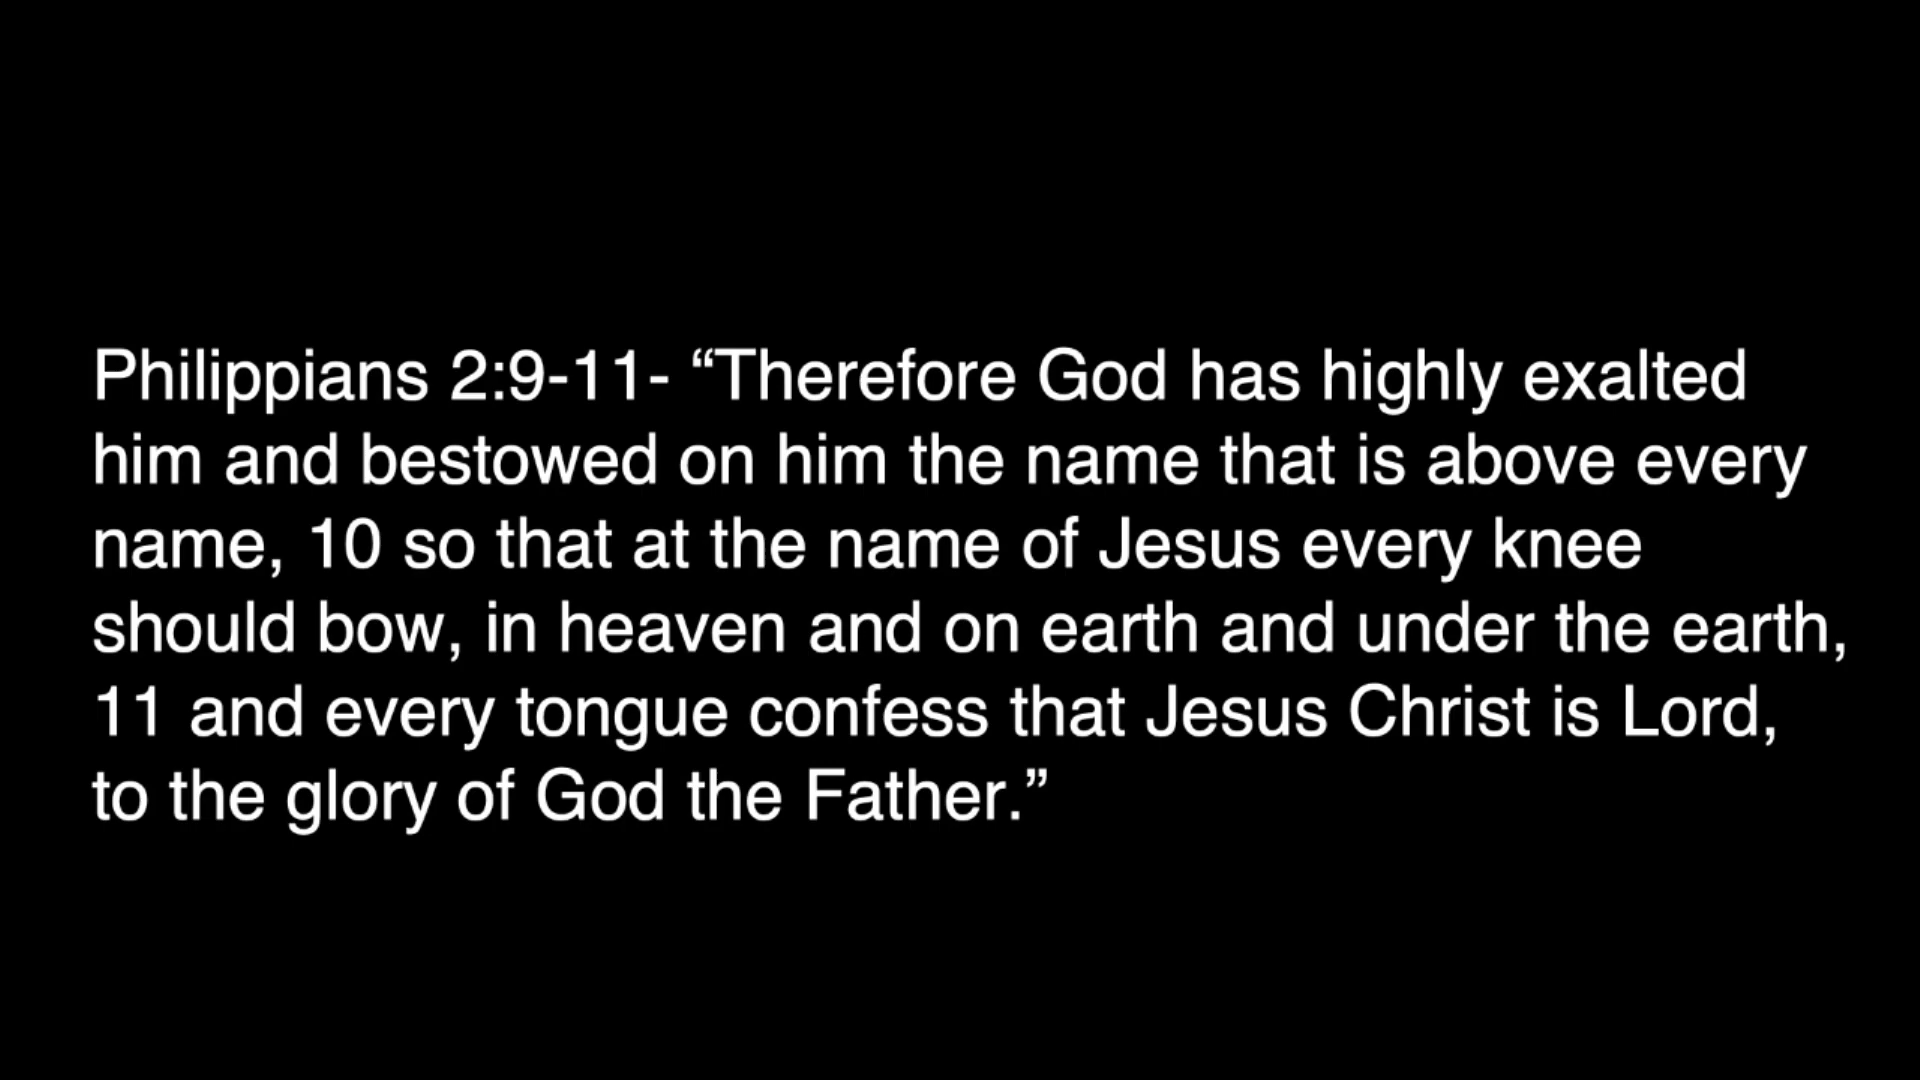 Philippians 2:9-11- “Therefore God has highly exalted
him and bestowed on him the name that is above every
name, 10 so that at the name of Jesus every knee
should bow, in heaven and on earth and under the earth,
11 and every tongue confess that Jesus Christ is Lord,
to the glory of God the Father.”